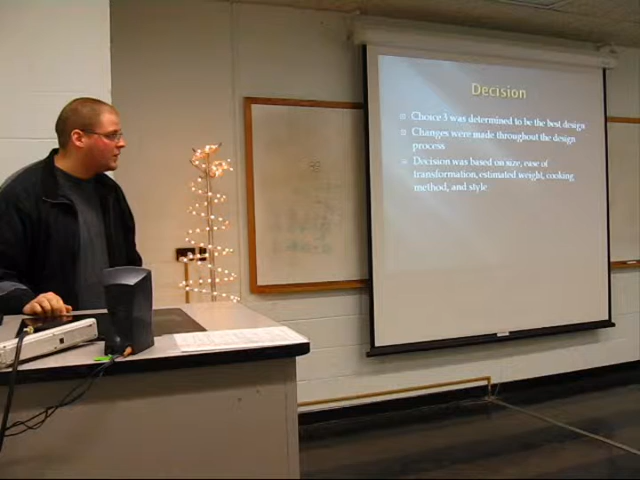 Decision
Choice 3 was determined to be the best design
Changes were made throughout the design
process
Decision was based on size, ease of
transformation, estimated weight, cooking
method, and style